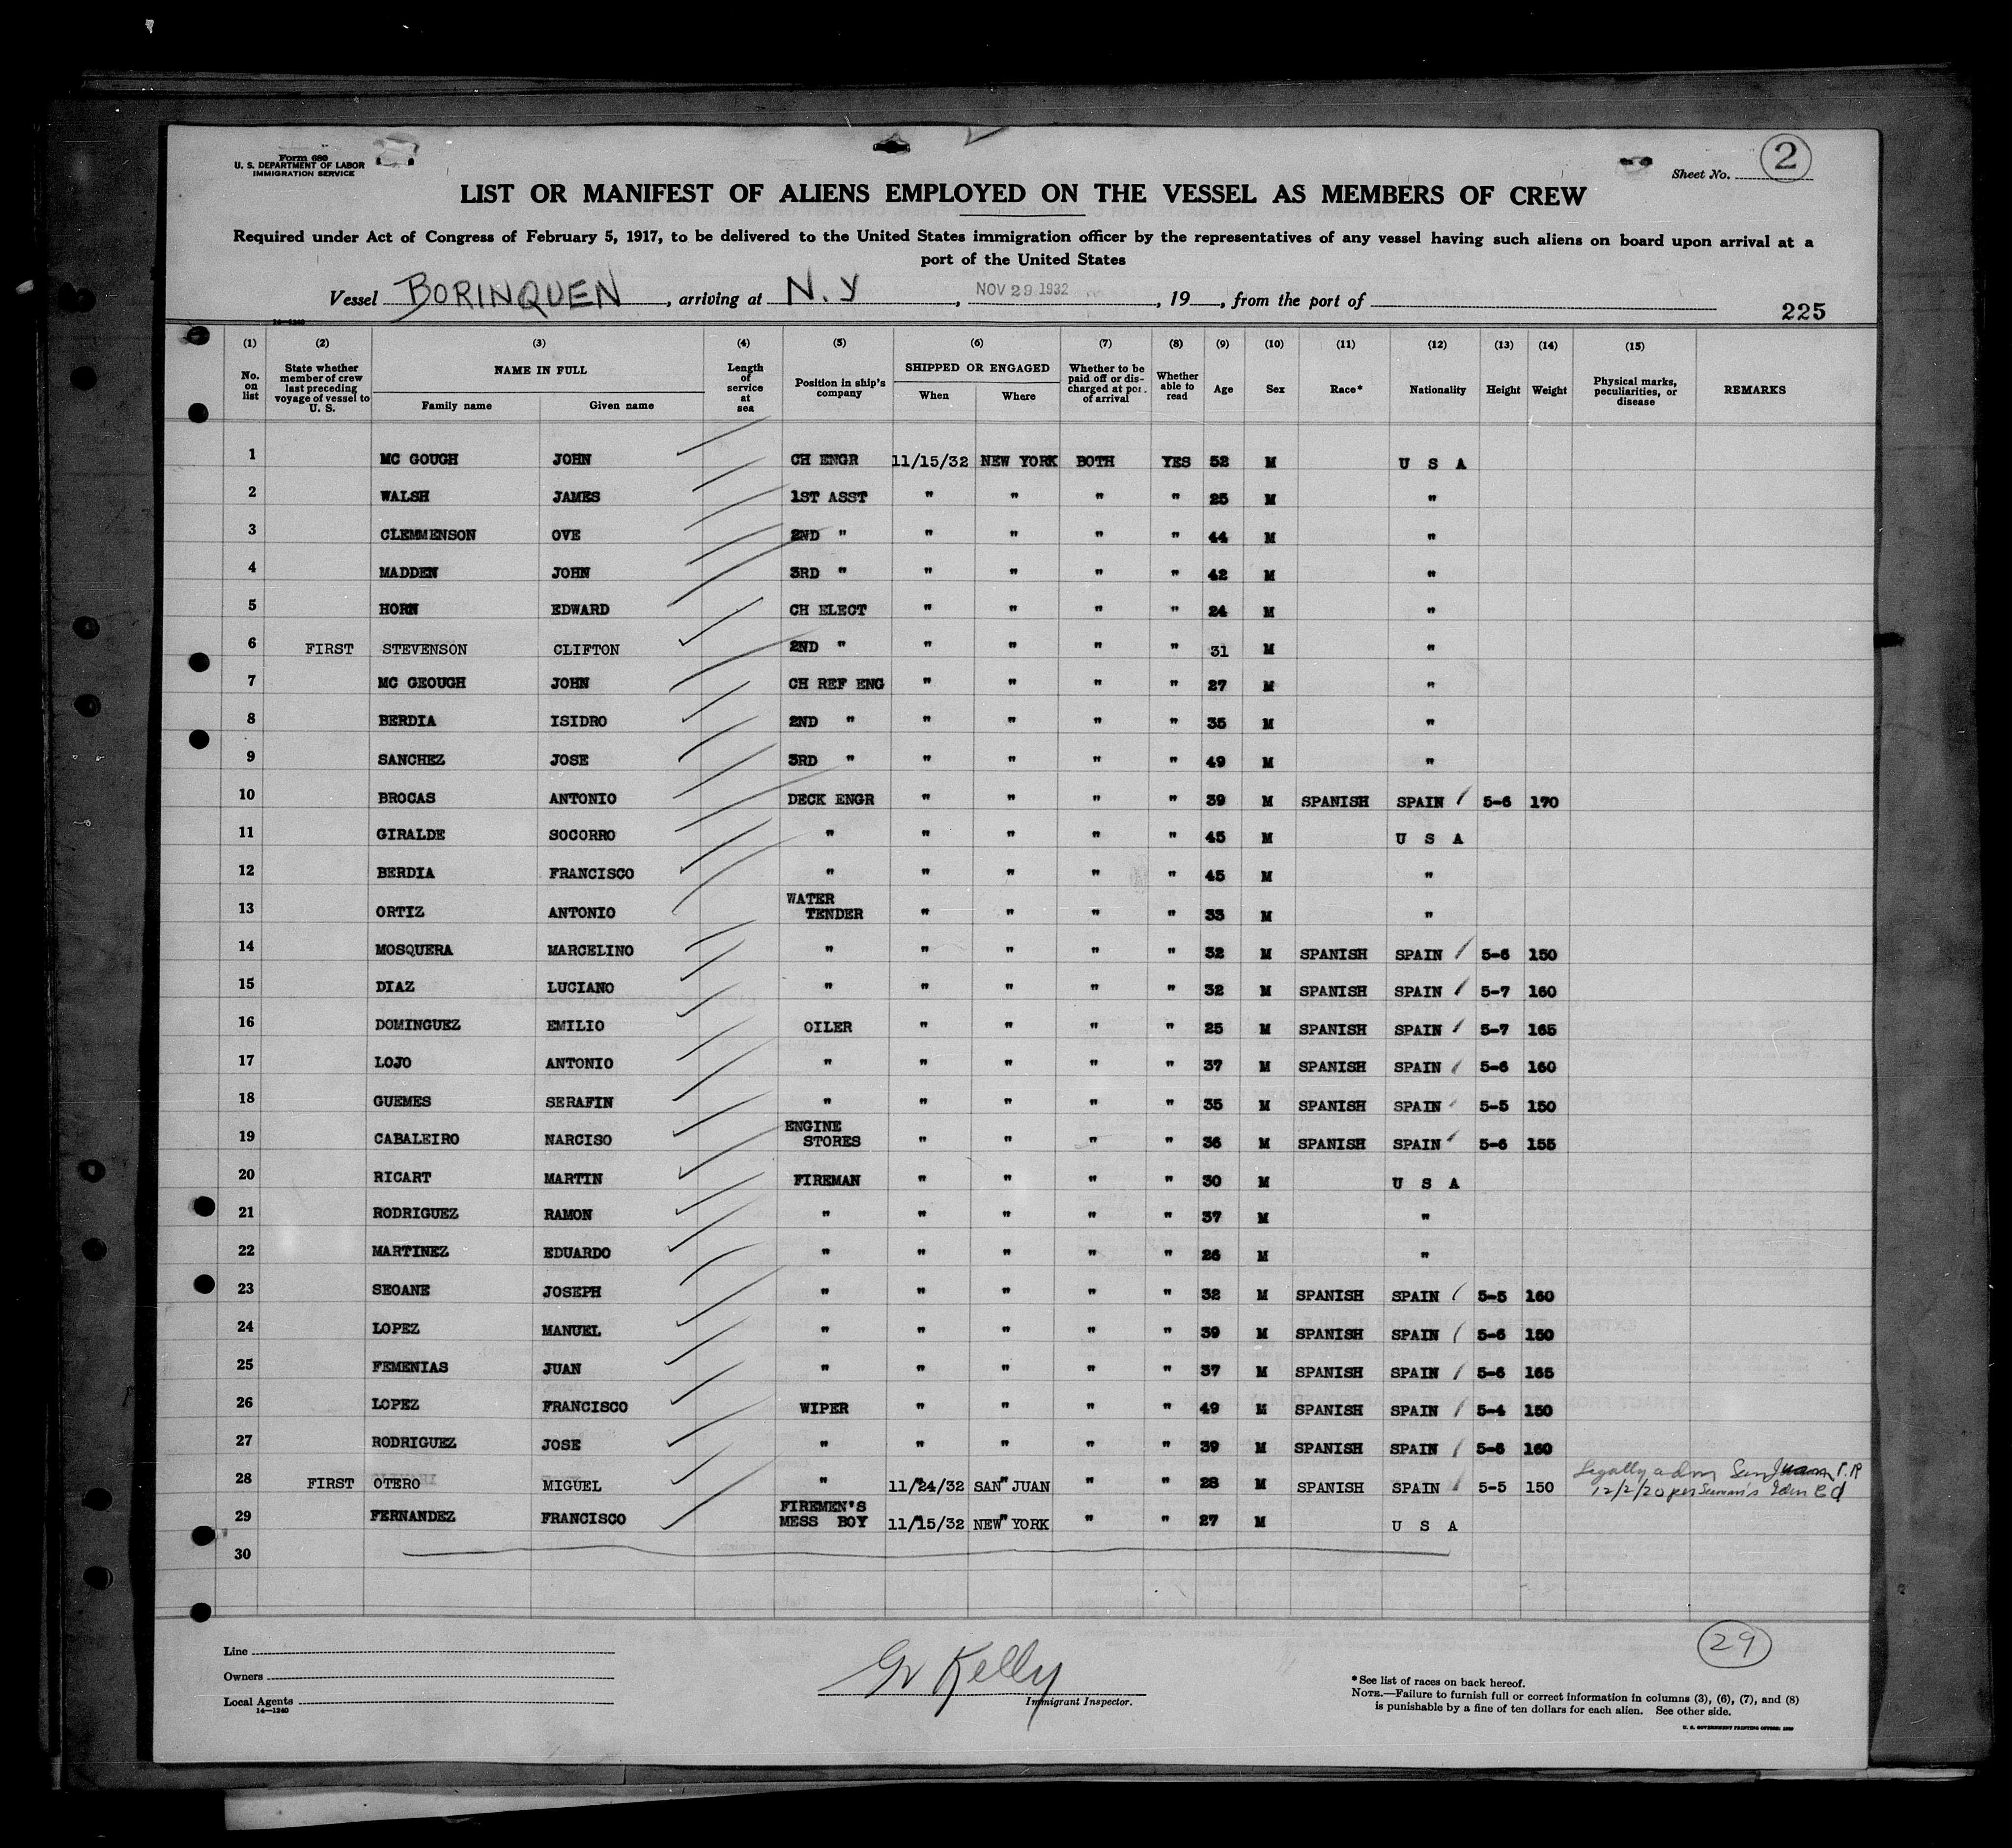 Form 680
U. S. DEPARTMENT OF LABOR
IMMIGRATION SERVICE
Sheet No. 2
LIST OR MANIFEST OF ALIENS EMPLOYED ON THE VESSEL AS MEMBERS OF CREW
Required under Act of Congress of February 5, 1917, to be delivered to the United States immigration officer by the representatives of any vessel having such aliens on board upon arrival at a
port of the United States
Vessel BORINQUEN, arriving at N.Y, NOV 29 1932, 19 , from the port of
225
14—1240
(1) (2) (3) (4) (5) (6) (7) (8) (9) (10) (11) (12) (13) (14) (15)
No. on list State whether member of crew last preceding voyage of vessel to U. S. NAME IN FULL Family name Given name Length of service at sea Position in ship's company SHIPPED OR ENGAGED When Where Whether to be paid off or discharged at port of arrival Whether able to read Age Sex Race* Nationality Height Weight Physical marks, peculiarities, or disease REMARKS
1 MC GOUGH JOHN CH ENGR 11/15/32 NEW YORK BOTH YES 52 M U S A
2 WALSH JAMES 1ST ASST " " " " 25 M "
3 CLEMMENSON OVE 2ND " " " " " 44 M "
4 MADDEN JOHN 3RD " " " " " 42 M "
5 HORN EDWARD CH ELECT " " " " 24 M "
6 FIRST STEVENSON CLIFTON 2ND " " " " " 31 M "
7 MC GEOUGH JOHN CH REF ENG " " " " 27 M "
8 BERDIA ISIDRO 2ND " " " " " 35 M "
9 SANCHEZ JOSE 3RD " " " " " 49 M "
10 BROCAS ANTONIO DECK ENGR " " " " 39 M SPANISH SPAIN 5-6 170
11 GIRALDE SOCORRO " " " " " 45 M U S A
12 BERDIA FRANCISCO " " " " " 45 M "
13 ORTIZ ANTONIO WATER TENDER " " " " 33 M "
14 MOSQUERA MARCELINO " " " " " 32 M SPANISH SPAIN 5-6 150
15 DIAZ LUCIANO " " " " " 32 M SPANISH SPAIN 5-7 160
16 DOMINGUEZ EMILIO OILER " " " " 25 M SPANISH SPAIN 5-7 165
17 LOJO ANTONIO " " " " " 37 M SPANISH SPAIN 5-6 160
18 GUEMES SERAFIN " " " " " 35 M SPANISH SPAIN 5-5 150
19 CABALEIRO NARCISO ENGINE STORES " " " " 36 M SPANISH SPAIN 5-6 155
20 RICART MARTIN FIREMAN " " " " 30 M U S A
21 RODRIGUEZ RAMON " " " " " 37 M "
22 MARTINEZ EDUARDO " " " " " 26 M "
23 SEOANE JOSEPH " " " " " 32 M SPANISH SPAIN 5-5 160
24 LOPEZ MANUEL " " " " " 39 M SPANISH SPAIN 5-6 150
25 FEMENIAS JUAN " " " " " 37 M SPANISH SPAIN 5-6 165
26 LOPEZ FRANCISCO WIPER " " " " 49 M SPANISH SPAIN 5-4 150
27 RODRIGUEZ JOSE " " " " " 39 M SPANISH SPAIN 5-6 160
28 FIRST OTERO MIGUEL " 11/24/32 SAN JUAN " " 28 M SPANISH SPAIN 5-5 150 Legally adm San Juan P.R
12/2/20 per Seaman's Iden Cd
29 FERNANDEZ FRANCISCO FIREMEN'S MESS BOY 11/15/32 NEW YORK " " 27 M U S A
30
29
Line
Owners
Local Agents
14—1240
Gv Kelly
Immigrant Inspector.
*See list of races on back hereof.
NOTE.—Failure to furnish full or correct information in columns (3), (6), (7), and (8)
is punishable by a fine of ten dollars for each alien. See other side.